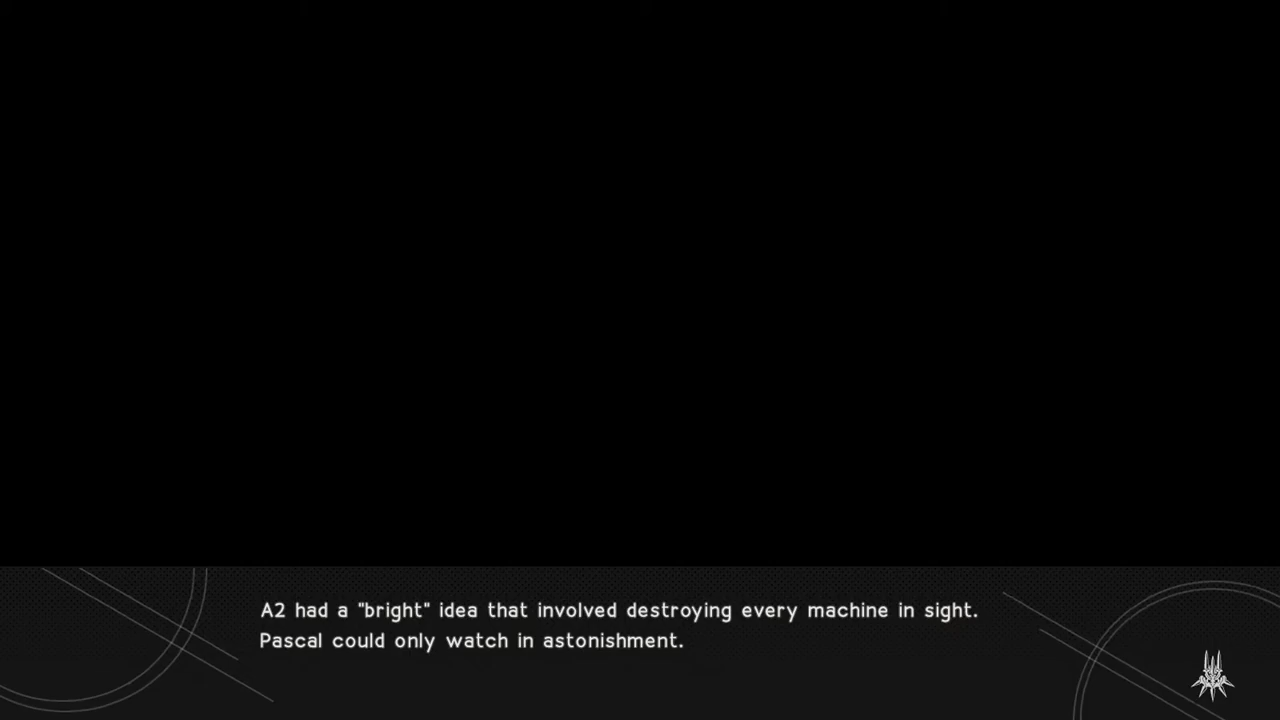 A2 had a "bright" idea that involved destroying every machine in sight.
Pascal could only watch in astonishment.